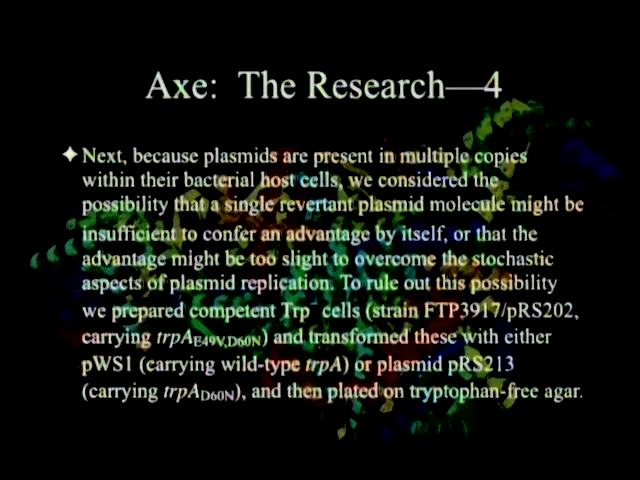 Axe: The Research—4
✦ Next, because plasmids are present in multiple copies
within their bacterial host cells, we considered the
possibility that a single revertant plasmid molecule might be
insufficient to confer an advantage by itself, or that the
advantage might be too slight to overcome the stochastic
aspects of plasmid replication. To rule out this possibility
we prepared competent Trp⁻ cells (strain FTP3917/pRS202,
carrying trpA_E49V,D60N) and transformed these with either
pWS1 (carrying wild-type trpA) or plasmid pRS213
(carrying trpA_D60N), and then plated on tryptophan-free agar.